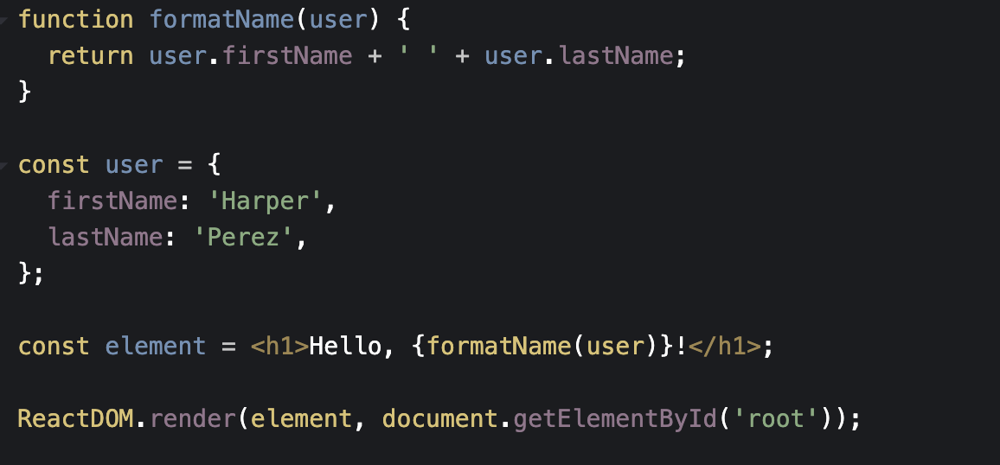 function formatName(user) {
  return user.firstName + ' ' + user.lastName;
}

const user = {
  firstName: 'Harper',
  lastName: 'Perez',
};

const element = <h1>Hello, {formatName(user)}!</h1>;

ReactDOM.render(element, document.getElementById('root'));